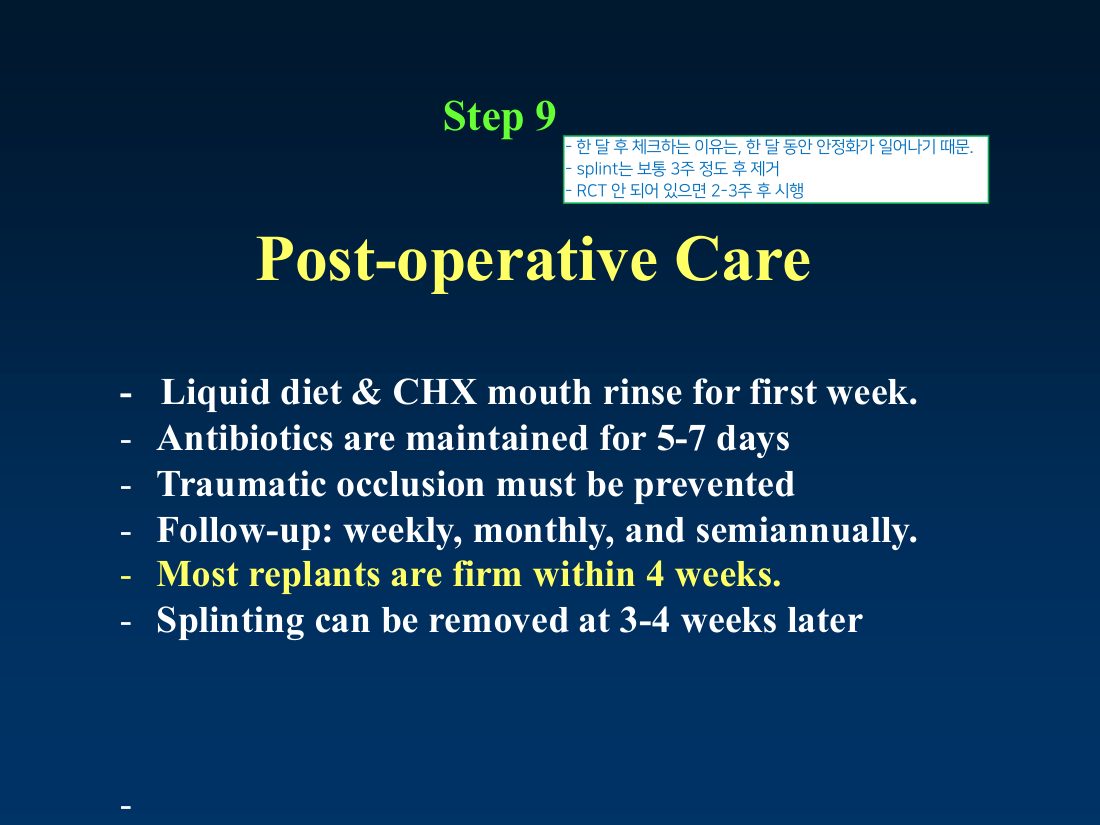 Step 9
- 한 달 후 체크하는 이유는, 한 달 동안 안정화가 일어나기 때문.
- splint는 보통 3주 정도 후 제거
- RCT 안 되어 있으면 2-3주 후 시행
Post-operative Care
- Liquid diet & CHX mouth rinse for first week.
- Antibiotics are maintained for 5-7 days
- Traumatic occlusion must be prevented
- Follow-up: weekly, monthly, and semiannually.
- Most replants are firm within 4 weeks.
- Splinting can be removed at 3-4 weeks later
-